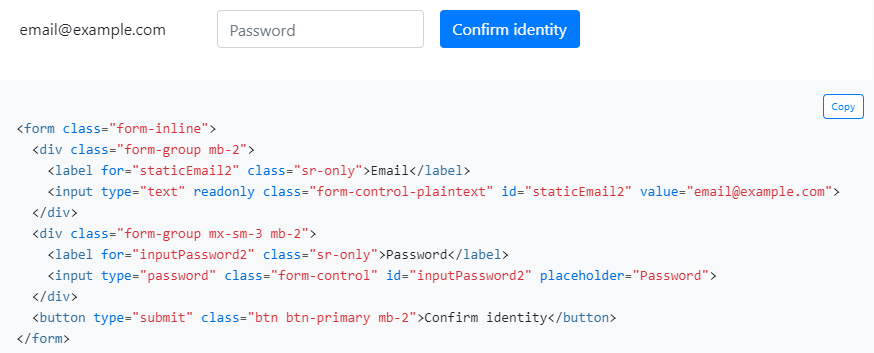 email@example.com Password Confirm identity
Copy
<form class="form-inline">
  <div class="form-group mb-2">
    <label for="staticEmail2" class="sr-only">Email</label>
    <input type="text" readonly class="form-control-plaintext" id="staticEmail2" value="email@example.com">
  </div>
  <div class="form-group mx-sm-3 mb-2">
    <label for="inputPassword2" class="sr-only">Password</label>
    <input type="password" class="form-control" id="inputPassword2" placeholder="Password">
  </div>
  <button type="submit" class="btn btn-primary mb-2">Confirm identity</button>
</form>